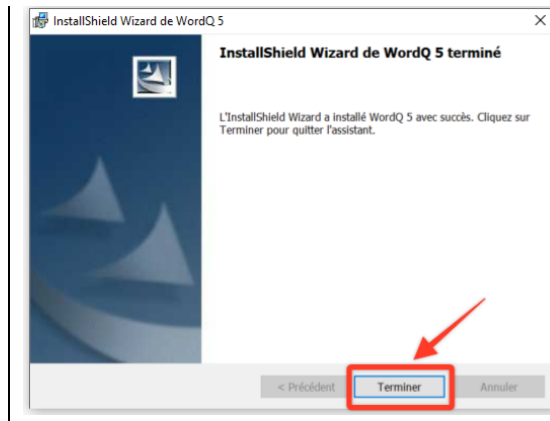 InstallShield Wizard de WordQ 5
InstallShield Wizard de WordQ 5 terminé
L'InstallShield Wizard a installé WordQ 5 avec succès. Cliquez sur
Terminer pour quitter l'assistant.
< Précédent Terminer Annuler